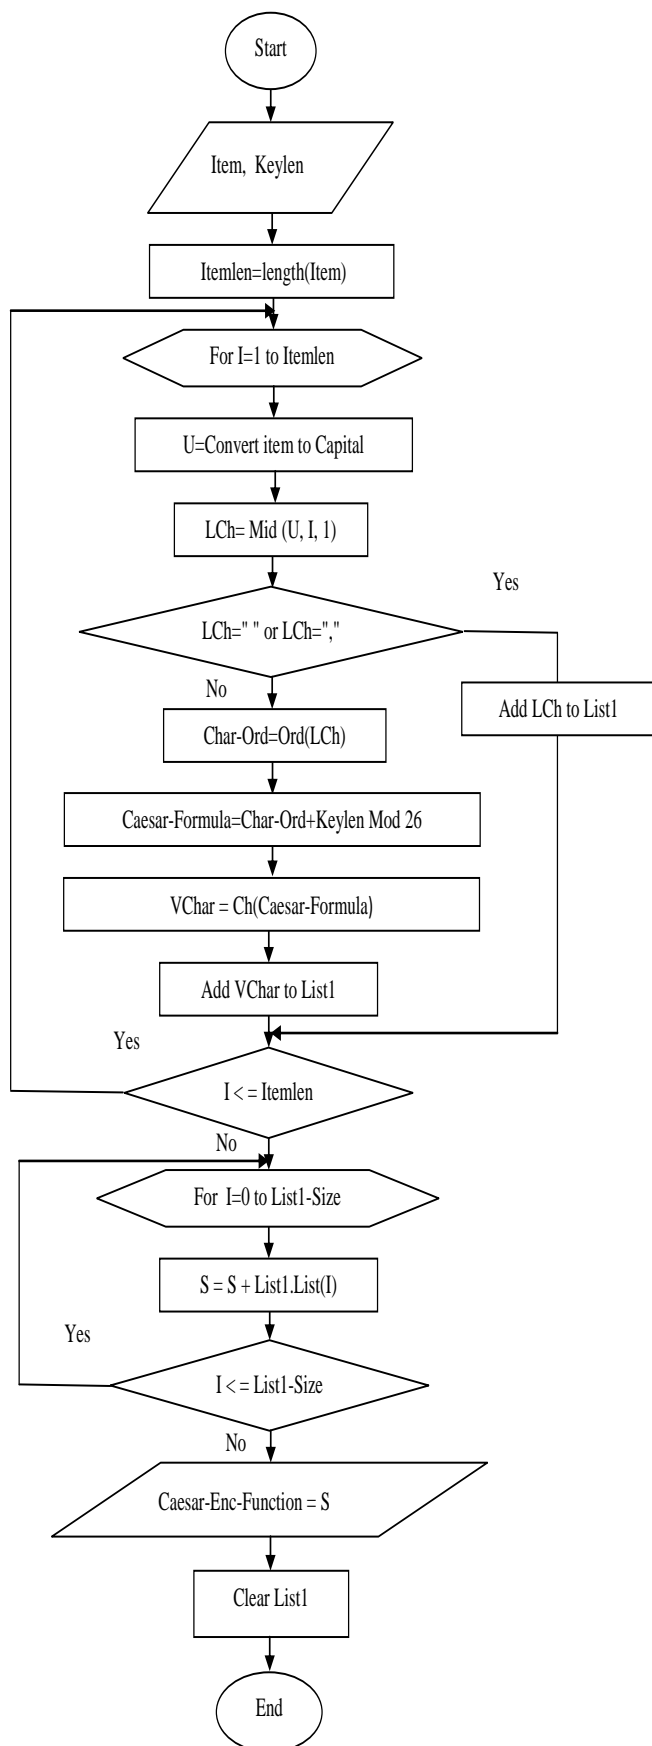 Start
Item, Keylen
Itemlen=length(Item)
For I=1 to Itemlen
U=Convert item to Capital
LCh= Mid (U, I, 1)
Yes
LCh=" " or LCh=","
No
Add LCh to List1
Char-Ord=Ord(LCh)
Caesar-Formula=Char-Ord+Keylen Mod 26
VChar = Ch(Caesar-Formula)
Add VChar to List1
Yes
I < = Itemlen
No
For I=0 to List1-Size
S = S + List1.List(I)
Yes
I < = List1-Size
No
Caesar-Enc-Function = S
Clear List1
End